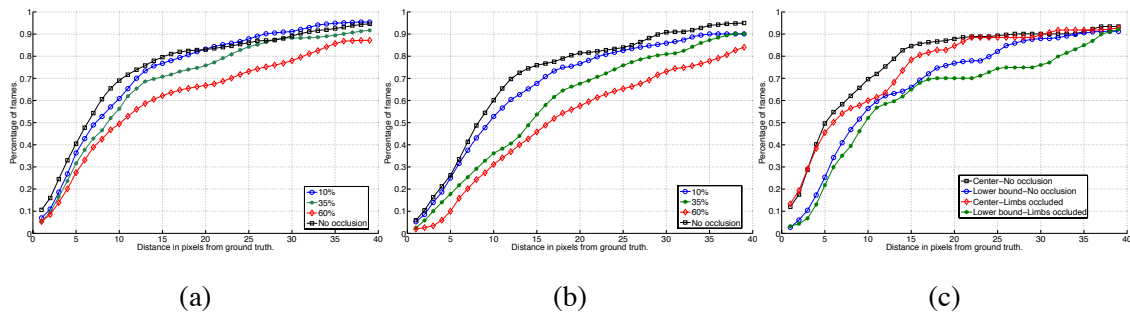 Percentage of frames.
1
0.9
0.8
0.7
0.6
0.5
0.4
0.3
0.2
0.1
0
0 5 10 15 20 25 30 35 40
Distance in pixels from ground truth.
10%
35%
60%
No occlusion
(a)
Percentage of frames.
1
0.9
0.8
0.7
0.6
0.5
0.4
0.3
0.2
0.1
0
0 5 10 15 20 25 30 35 40
Distance in pixels from ground truth.
10%
35%
60%
No occlusion
(b)
Percentage of frames.
1
0.9
0.8
0.7
0.6
0.5
0.4
0.3
0.2
0.1
0
0 5 10 15 20 25 30 35 40
Distance in pixels from ground truth.
Center−No occlusion
Lower bound−No occlusion
Center−Limbs occluded
Lower bound−Limbs occluded
(c)